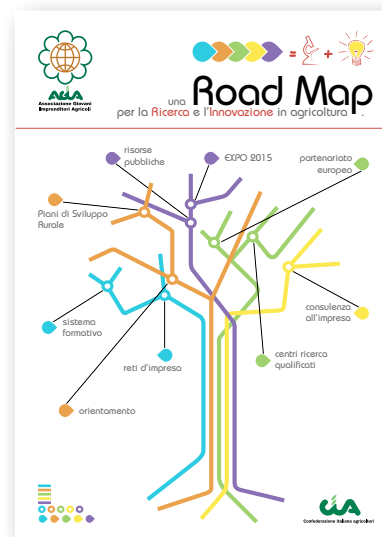 AGIA
Associazione Giovani
Imprenditori Agricoli
= +
una Road Map
per la Ricerca e l'Innovazione in agricoltura .
risorse
pubbliche
EXPO 2015
partenariato
europeo
Piani di Sviluppo
Rurale
consulenza
all'impresa
sistema
formativo
reti d'impresa
centri ricerca
qualificati
orientamento
CIA
Confederazione italiana agricoltori